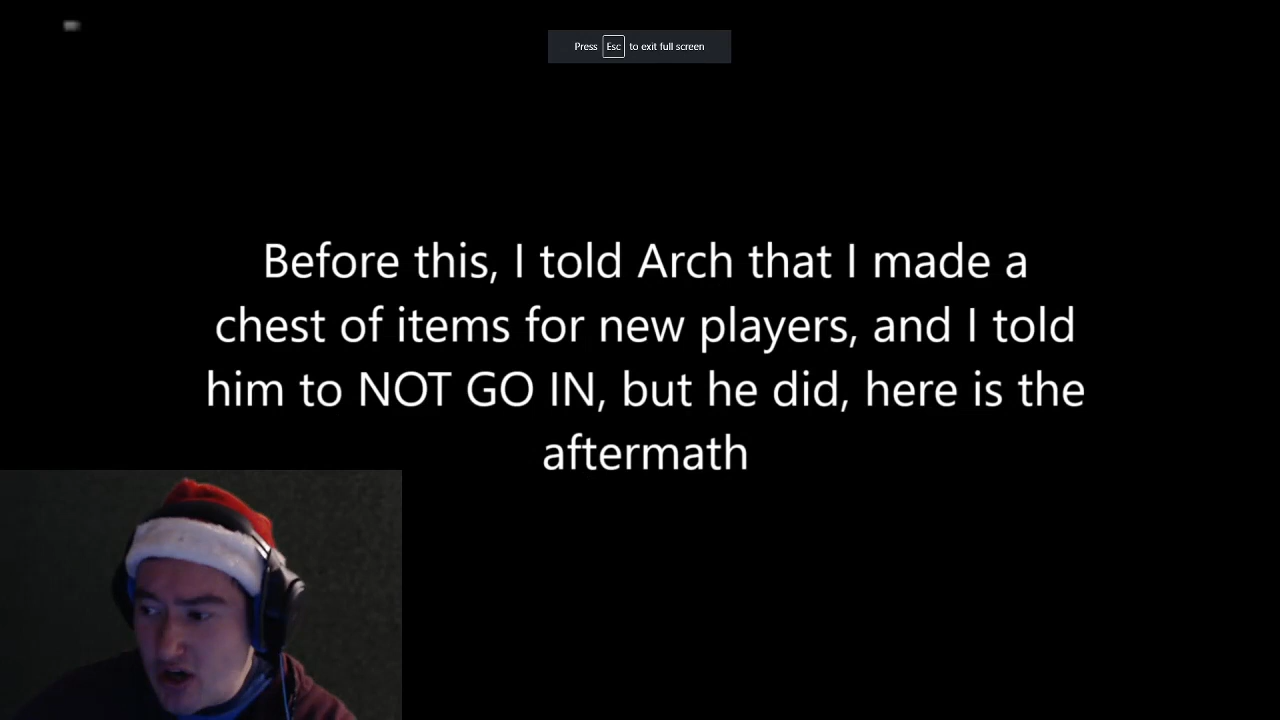 Press Esc to exit full screen
Before this, I told Arch that I made a
chest of items for new players, and I told
him to NOT GO IN, but he did, here is the
aftermath